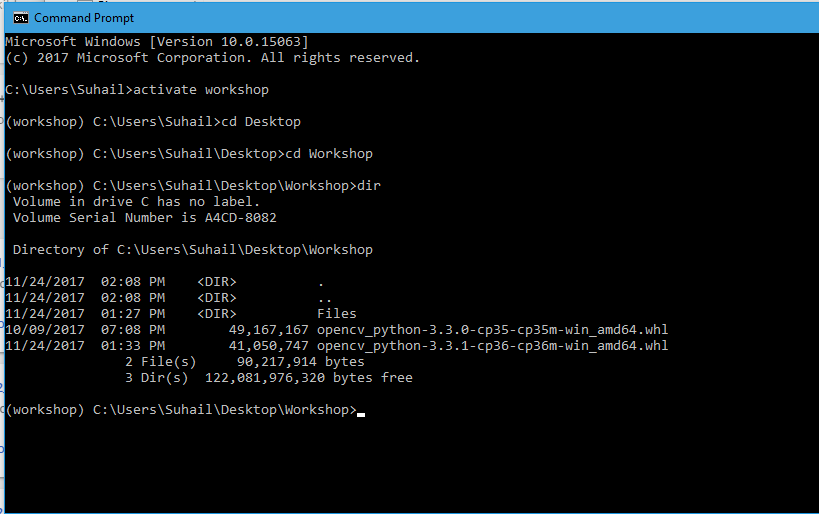 Command Prompt
Microsoft Windows [Version 10.0.15063]
(c) 2017 Microsoft Corporation. All rights reserved.
C:\Users\Suhail>activate workshop
(workshop) C:\Users\Suhail>cd Desktop
(workshop) C:\Users\Suhail\Desktop>cd Workshop
(workshop) C:\Users\Suhail\Desktop\Workshop>dir
 Volume in drive C has no label.
 Volume Serial Number is A4CD-8082
 Directory of C:\Users\Suhail\Desktop\Workshop
11/24/2017  02:08 PM    <DIR>          .
11/24/2017  02:08 PM    <DIR>          ..
11/24/2017  01:27 PM    <DIR>          Files
10/09/2017  07:08 PM        49,167,167 opencv_python-3.3.0-cp35-cp35m-win_amd64.whl
11/24/2017  01:33 PM        41,050,747 opencv_python-3.3.1-cp36-cp36m-win_amd64.whl
               2 File(s)     90,217,914 bytes
               3 Dir(s)  122,081,976,320 bytes free
(workshop) C:\Users\Suhail\Desktop\Workshop>